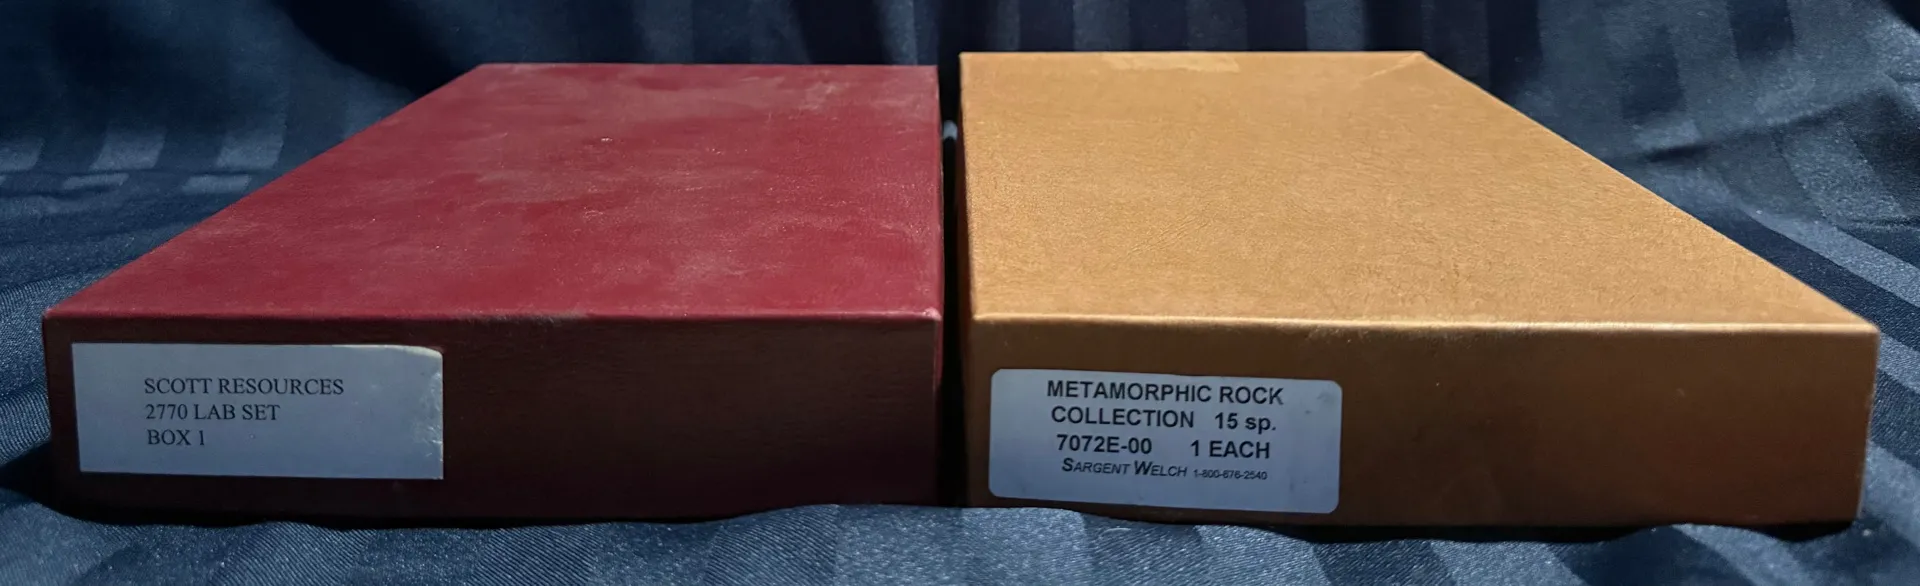 SCOTT RESOURCES
2770 LAB SET
BOX 1
METAMORPHIC ROCK
COLLECTION 15 sp.
7072E-00 1 EACH
SARGENT WELCH 1-800-676-2540